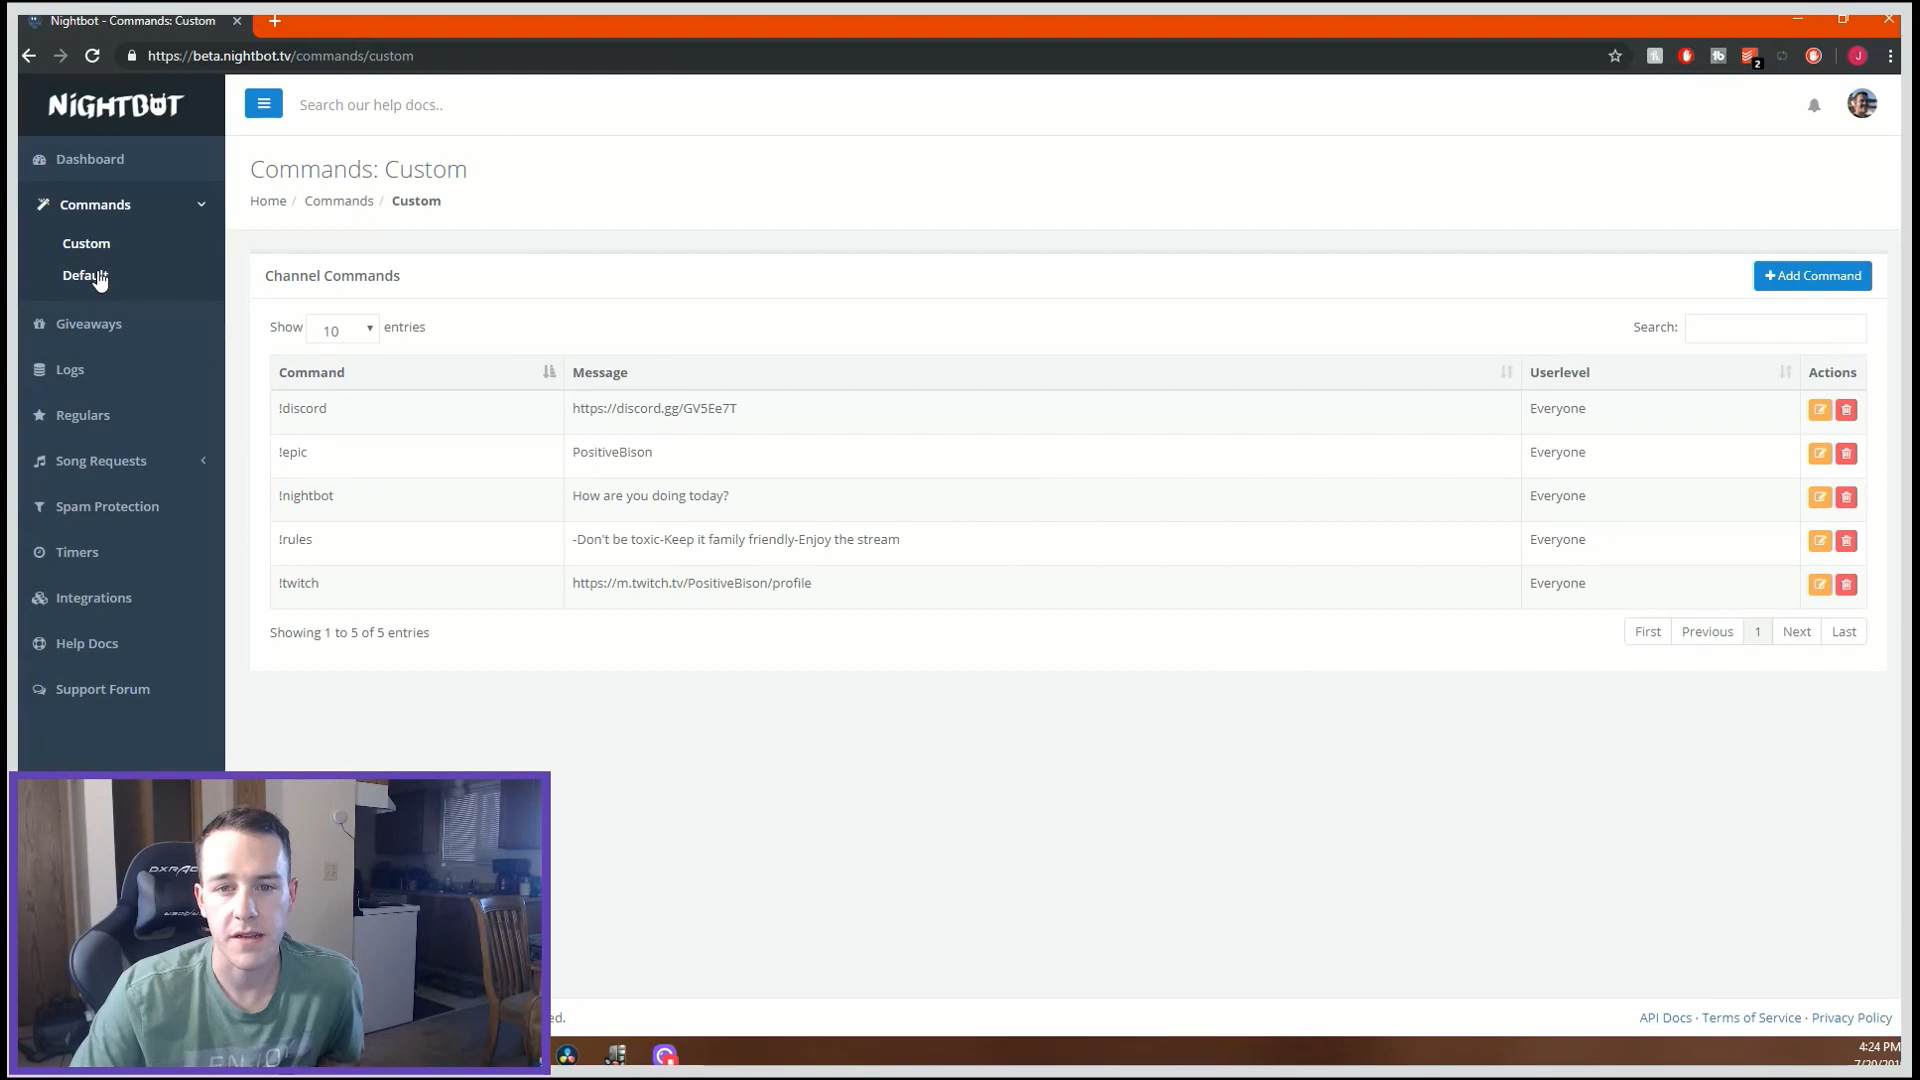 Nightbot - Commands: Custom
https://beta.nightbot.tv/commands/custom
2
J
NIGHTBOT
Search our help docs..
Dashboard
Commands
Custom
Default
Giveaways
Logs
Regulars
Song Requests
Spam Protection
Timers
Integrations
Help Docs
Support Forum
Commands: Custom
Home / Commands / Custom
Channel Commands
+ Add Command
Show 10 entries
Search:
Command Message Userlevel Actions
!discord https://discord.gg/GV5Ee7T Everyone
!epic PositiveBison Everyone
!nightbot How are you doing today? Everyone
!rules -Don't be toxic-Keep it family friendly-Enjoy the stream Everyone
!twitch https://m.twitch.tv/PositiveBison/profile Everyone
Showing 1 to 5 of 5 entries
First Previous 1 Next Last
ed.
API Docs · Terms of Service · Privacy Policy
4:24 PM
ENJOY